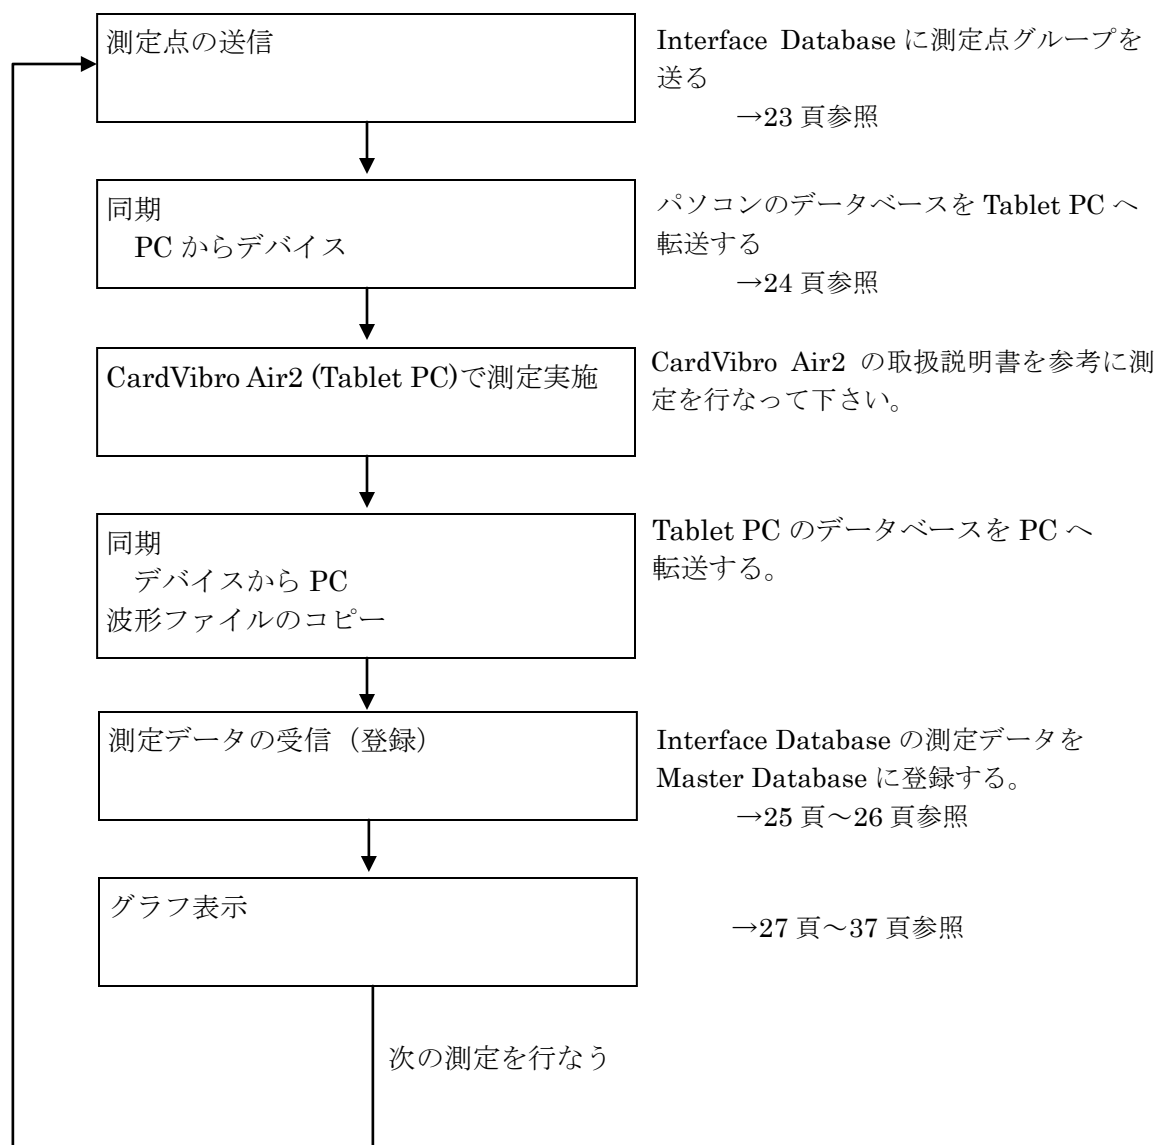 測定点の送信
Interface Database に測定点グループを
送る
→23 頁参照
同期
PC からデバイス
パソコンのデータベースを Tablet PC へ
転送する
→24 頁参照
CardVibro Air2 (Tablet PC)で測定実施
CardVibro Air2 の取扱説明書を参考に測
定を行なって下さい。
同期
デバイスから PC
波形ファイルのコピー
Tablet PC のデータベースを PC へ
転送する。
測定データの受信（登録）
Interface Database の測定データを
Master Database に登録する。
→25 頁～26 頁参照
グラフ表示
→27 頁～37 頁参照
次の測定を行なう